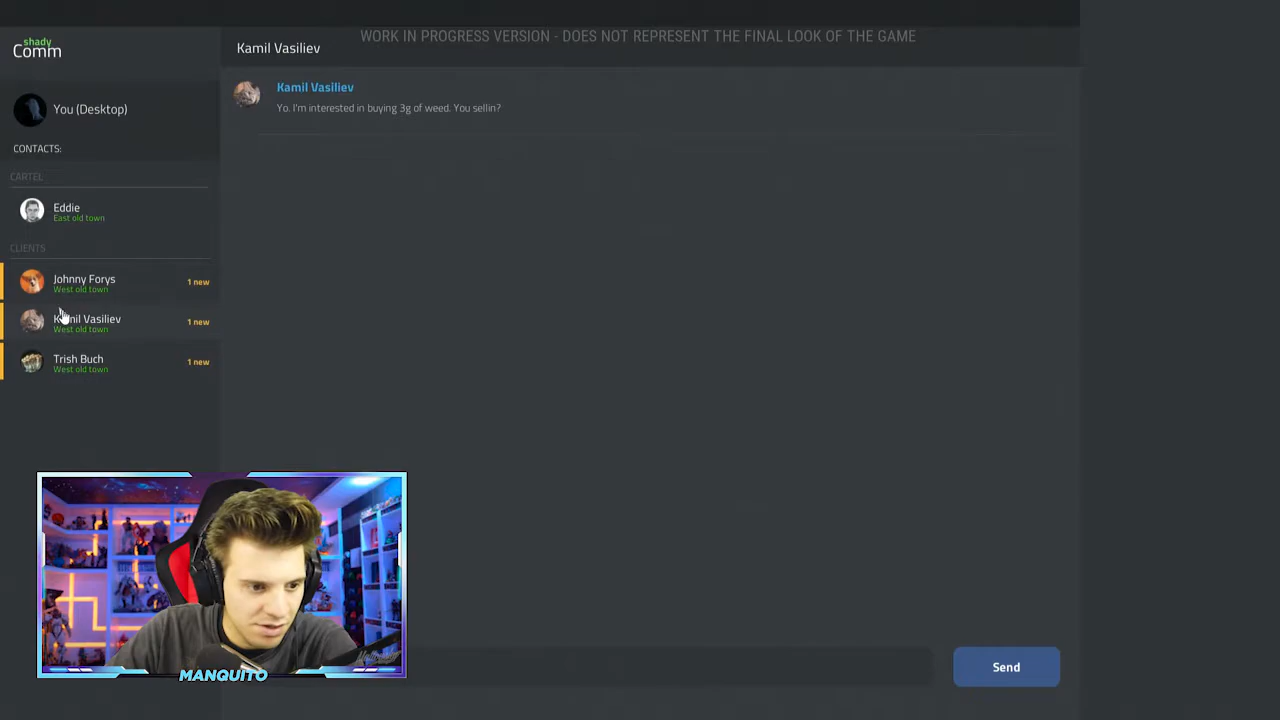 shady
Comm
WORK IN PROGRESS VERSION - DOES NOT REPRESENT THE FINAL LOOK OF THE GAME
Kamil Vasiliev
You (Desktop)
Kamil Vasiliev
Yo. I'm interested in buying 3g of weed. You sellin?
CONTACTS:
CARTEL
Eddie
East old town
CLIENTS
Johnny Forys
West old town
1 new
Kamil Vasiliev
West old town
1 new
Trish Buch
West old town
1 new
Send
MANQUITO